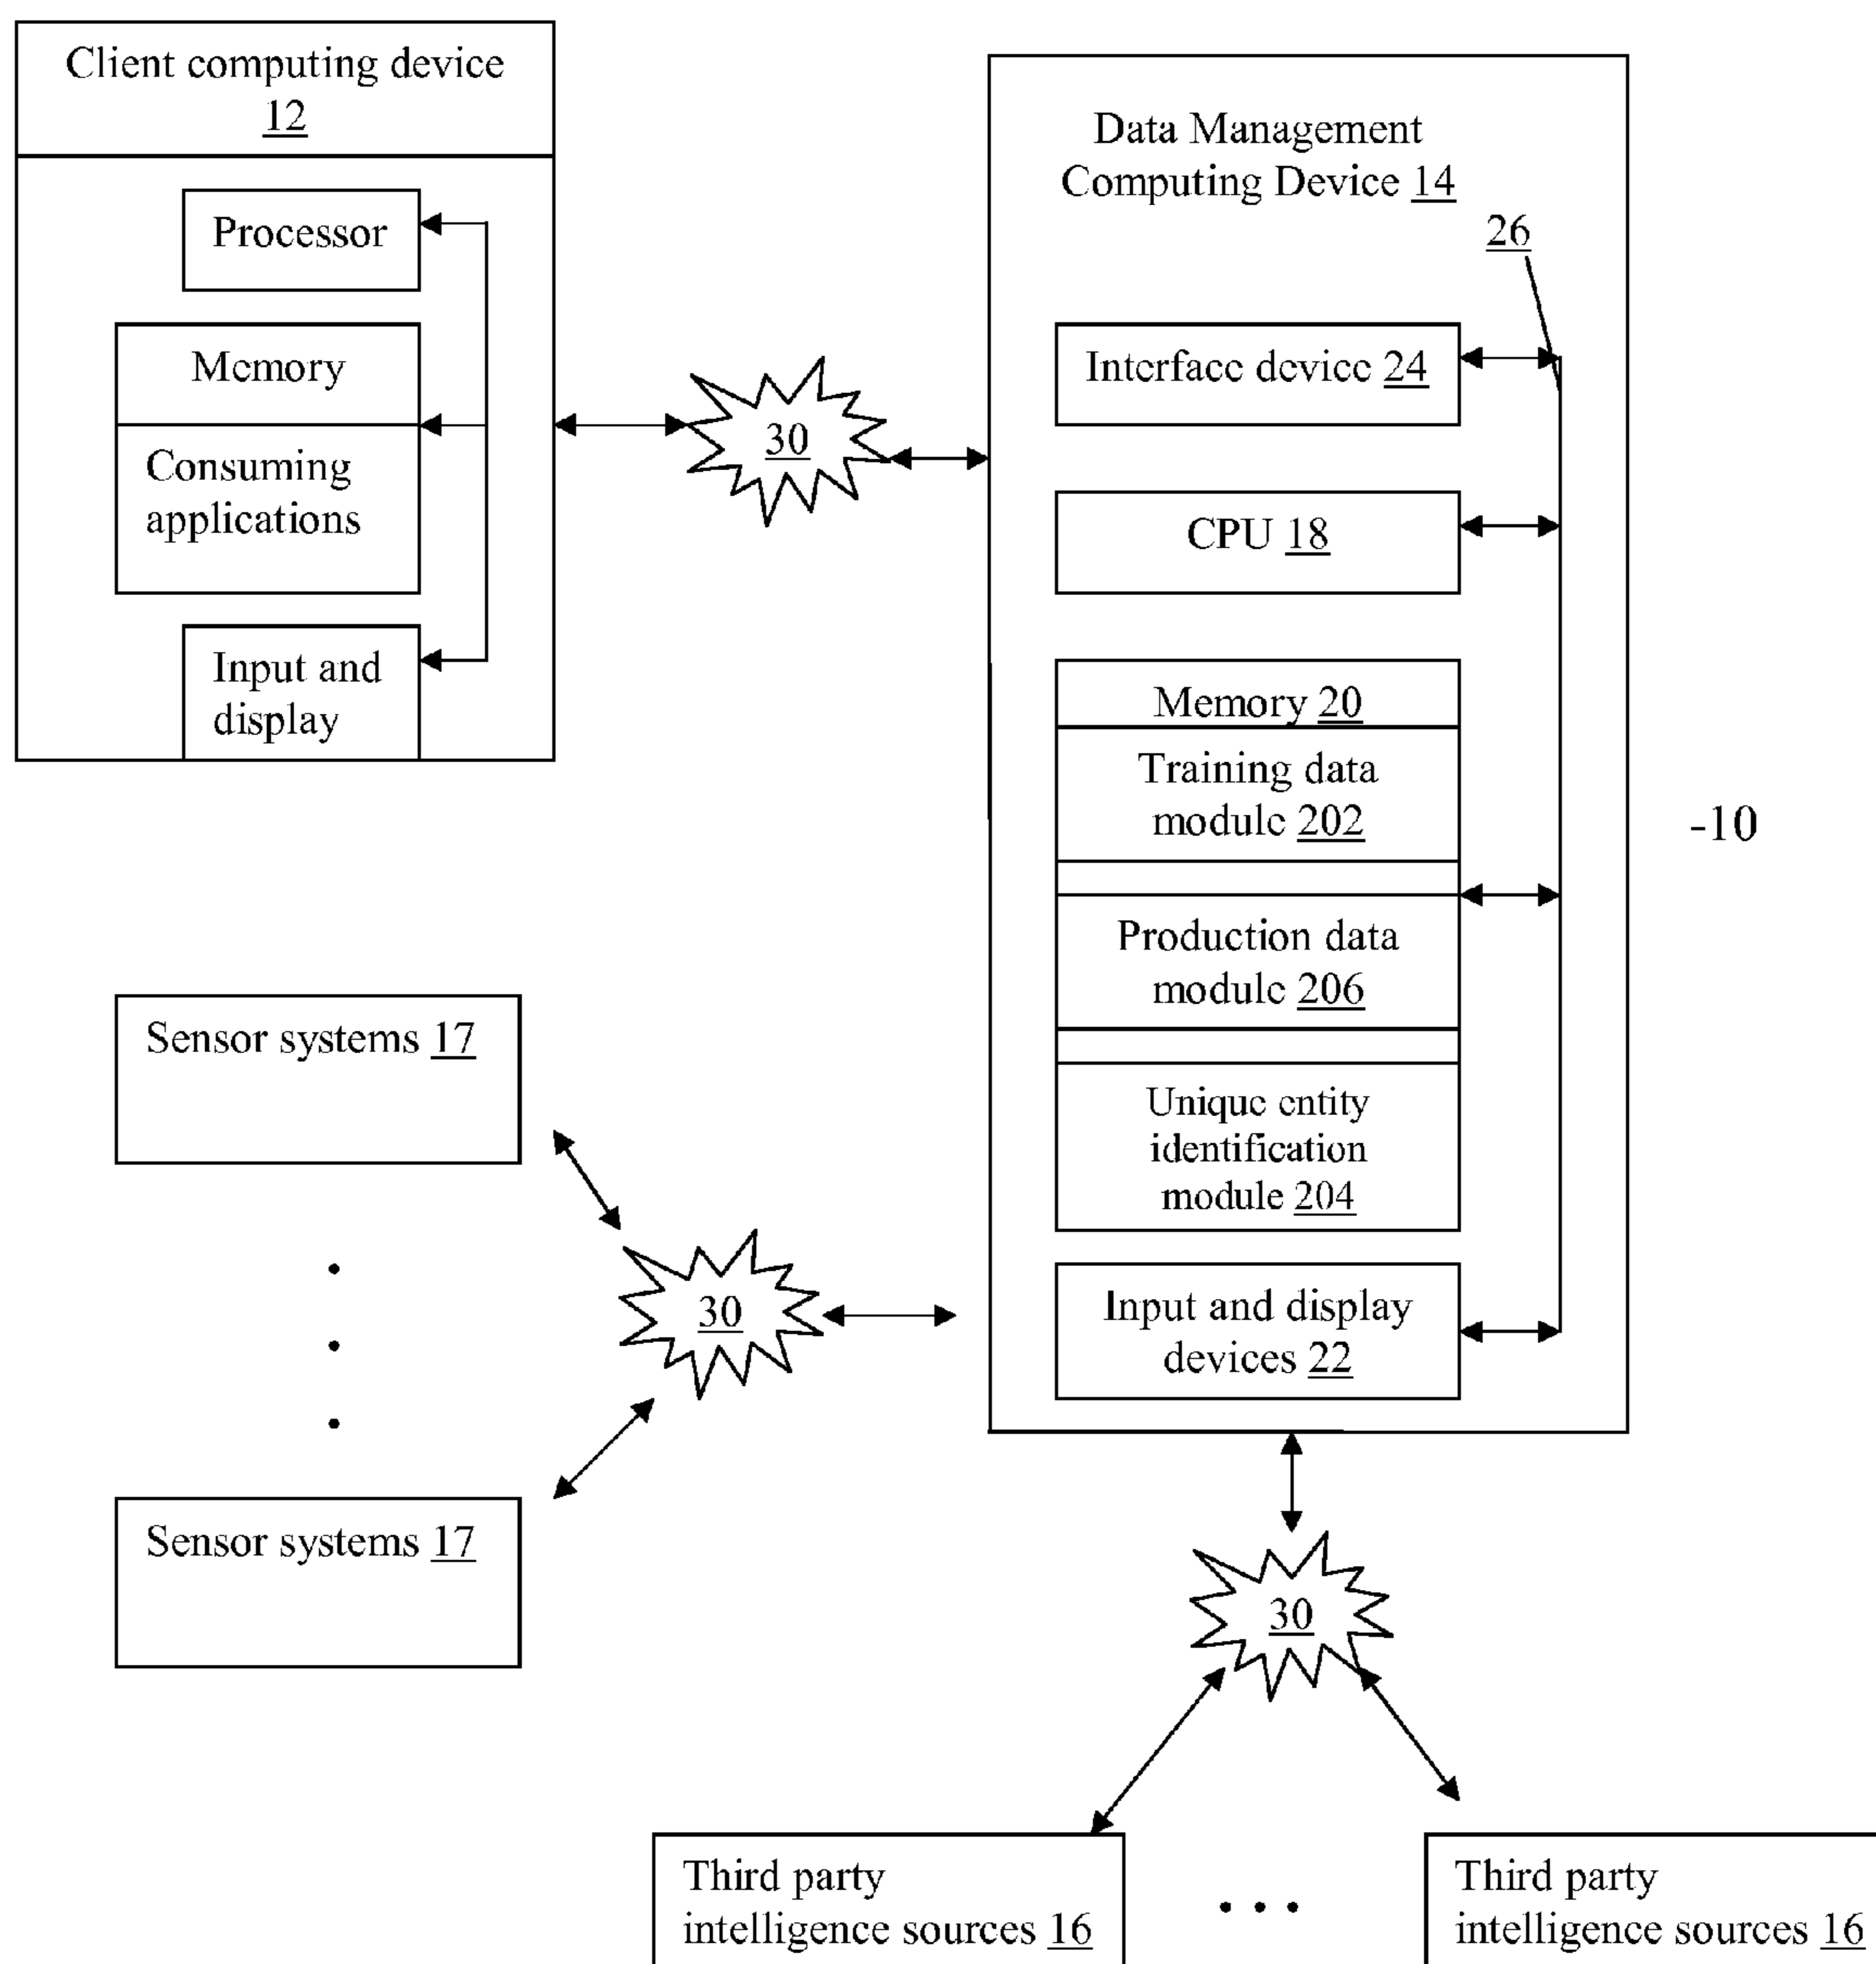 Client computing device
12
Processor
Memory
Consuming
applications
Input and
display
30
Data Management
Computing Device 14
26
Interface device 24
CPU 18
Memory 20
Training data
module 202
Production data
module 206
Unique entity
identification
module 204
Input and display
devices 22
-10
Sensor systems 17
30
Sensor systems 17
30
Third party
intelligence sources 16
Third party
intelligence sources 16